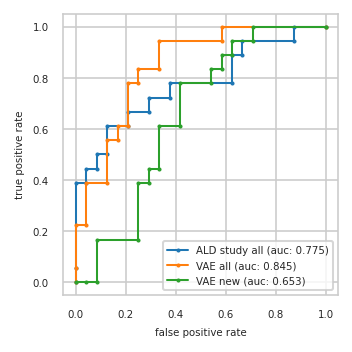 1.0
0.8
0.6
0.4
0.2
0.0
true positive rate
ALD study all (auc: 0.775)
VAE all (auc: 0.845)
VAE new (auc: 0.653)
0.0 0.2 0.4 0.6 0.8 1.0
false positive rate